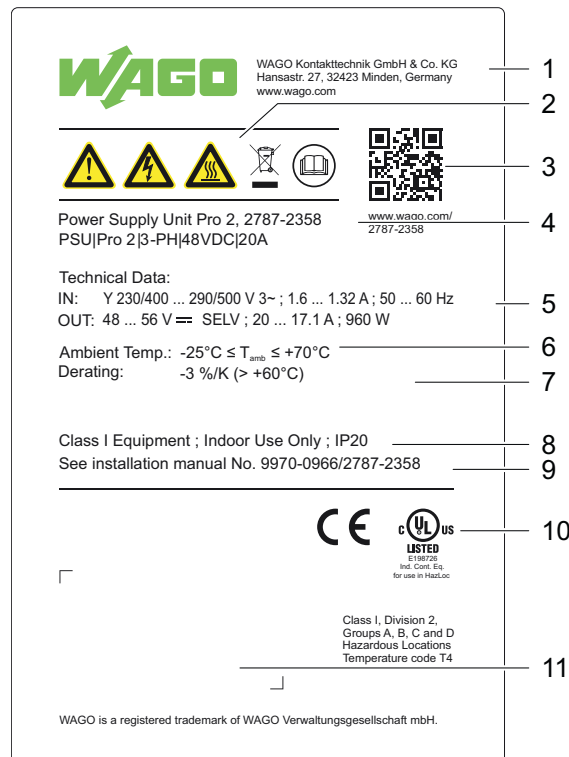 WAGO
WAGO Kontakttechnik GmbH & Co. KG
Hansastr. 27, 32423 Minden, Germany
www.wago.com
1
2
3
Power Supply Unit Pro 2, 2787-2358
PSU|Pro 2|3-PH|48VDC|20A
www.wago.com/
2787-2358
4
Technical Data:
IN: Y 230/400 ... 290/500 V 3~ ; 1.6 ... 1.32 A ; 50 ... 60 Hz
5
OUT: 48 ... 56 V ⎓ SELV ; 20 ... 17.1 A ; 960 W
Ambient Temp.: -25°C ≤ Tamb ≤ +70°C
6
Derating: -3 %/K (> +60°C)
7
Class I Equipment ; Indoor Use Only ; IP20
8
See installation manual No. 9970-0966/2787-2358
9
CE
C UL US
LISTED
E198726
Ind. Cont. Eq.
for use in HazLoc
10
Class I, Division 2,
Groups A, B, C and D
Hazardous Locations
Temperature code T4
11
WAGO is a registered trademark of WAGO Verwaltungsgesellschaft mbH.